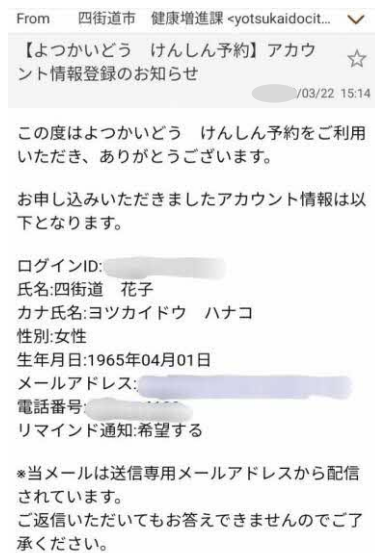 From 四街道市 健康増進課 <yotsukaidocit...
【よつかいどう けんしん予約】アカウ
ント情報登録のお知らせ
/03/22 15:14
この度はよつかいどう けんしん予約をご利用
いただき、ありがとうございます。
お申し込みいただきましたアカウント情報は以
下となります。
ログインID:
氏名:四街道 花子
カナ氏名:ヨツカイドウ ハナコ
性別:女性
生年月日:1965年04月01日
メールアドレス:
電話番号:
リマインド通知:希望する
*当メールは送信専用メールアドレスから配信
されています。
ご返信いただいてもお答えできませんのでご了
承ください。